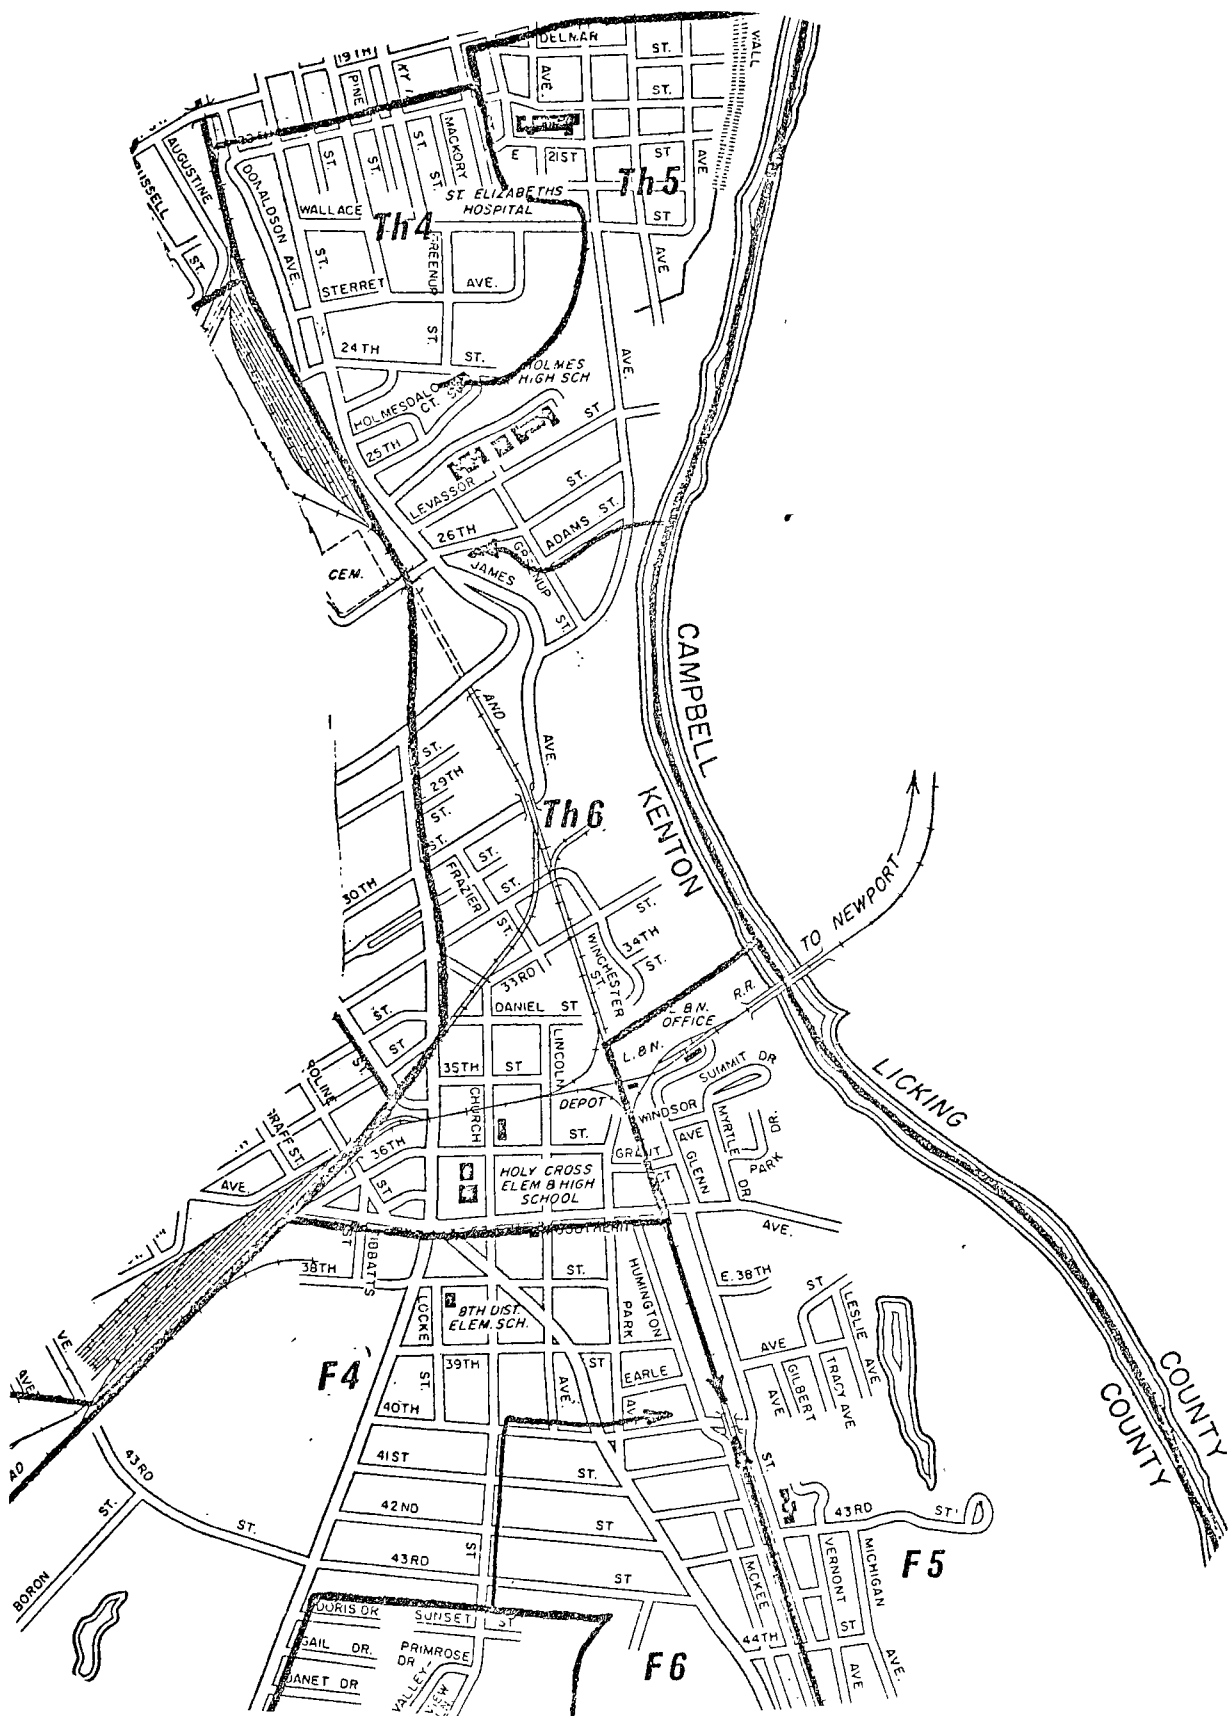 DELMAR
ST.
WALL
19TH
PINE
KY
AVE.
ST.
AUGUSTINE
MACKORY
ST.
ST.
ST.
ST.
E 21ST
ST
AVE
Th5
DONALDSON AVE.
WALLACE
ST. ELIZABETHS
HOSPITAL
Th4
ST
ST.
AVE
ST.
STERRET
AVE.
ST.
24TH
ST.
AVE.
HOLMES
HIGH SCH
HOLMESDALE
CT.
25TH
ST
LEVASSOR
ST.
26TH
ADAMS ST.
GREENUP
ST.
JAMES
CEM.
CAMPBELL
KENTON
AND
AVE.
ST.
29TH
ST.
Th6
ST.
30TH
FRAZIER
ST.
ST.
ST.
ST.
34TH
ST.
WINCHESTER
ST.
33RD
TO NEWPORT
DANIEL ST
L & N.
OFFICE
R.R.
L. & N.
ST.
ST
ST.
35TH ST
LINCOLN
DEPOT
SUMMIT DR
WINDSOR
MYRTLE
DR.
PARK
DR
CHURCH
ST.
GRANT
AVE
GLENN
ST
LICKING
36TH
ST
HOLY CROSS
ELEM & HIGH
SCHOOL
AVE.
AVE.
ST
38TH
ST.
HUMINGTON
PARK
E. 38TH
ST
LESLIE AVE.
LOCKE
ST.
8TH DIST.
ELEM. SCH.
39TH
ST
AVE.
EARLE
AV
AVE
GILBERT
AVE
TRACY AVE
F4
COUNTY
COUNTY
AVE.
40TH
43RD
ST.
41ST
ST.
ST.
42ND
ST
43RD
ST
ST
43RD ST.
F5
BORON
ST.
MCKEE
VERNONT
MICHIGAN
AVE.
DORIS DR
SUNSET ST
GAIL DR.
PRIMROSE
DR
JANET DR
VALLEY-
VIEW
F6
44TH
ST
AVE